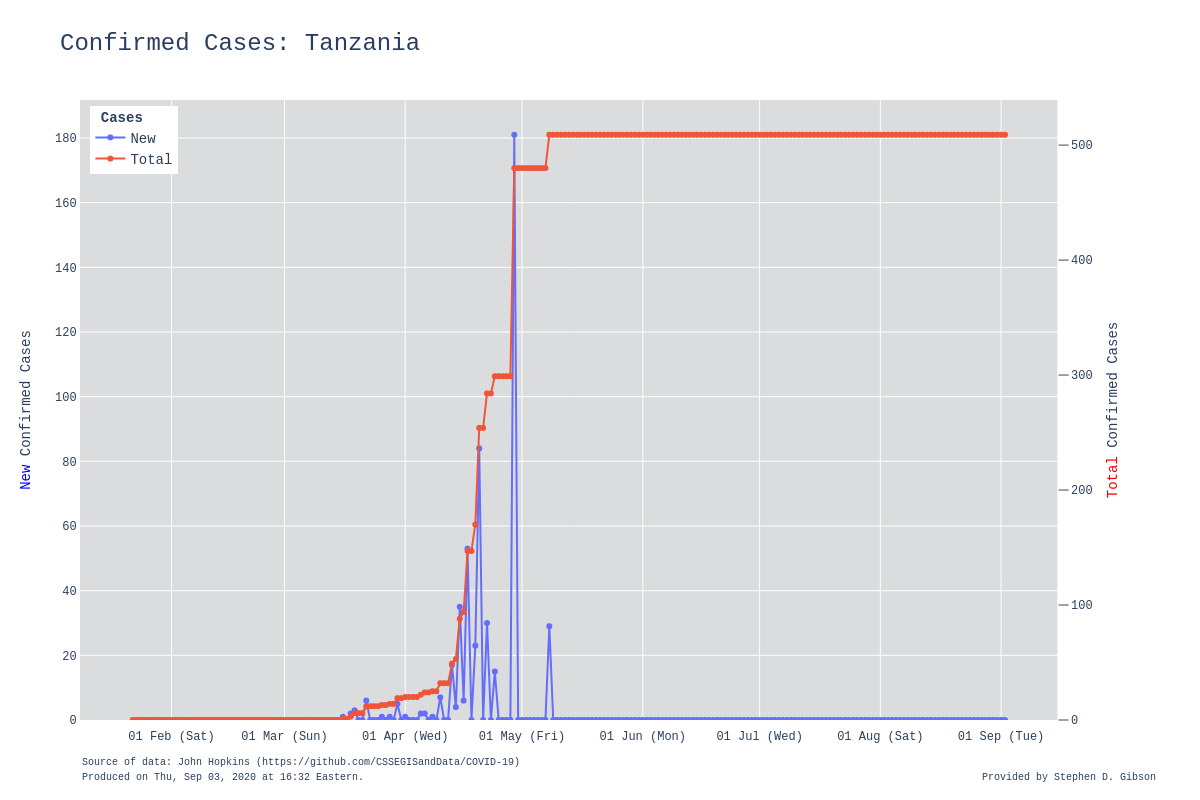 Confirmed Cases: Tanzania
Cases
New
Total
180
160
140
120
100
80
60
40
20
0
500
400
300
200
100
0
New Confirmed Cases
Total Confirmed Cases
01 Feb (Sat)
01 Mar (Sun)
01 Apr (Wed)
01 May (Fri)
01 Jun (Mon)
01 Jul (Wed)
01 Aug (Sat)
01 Sep (Tue)
Source of data: John Hopkins (https://github.com/CSSEGISandData/COVID-19)
Produced on Thu, Sep 03, 2020 at 16:32 Eastern.
Provided by Stephen D. Gibson